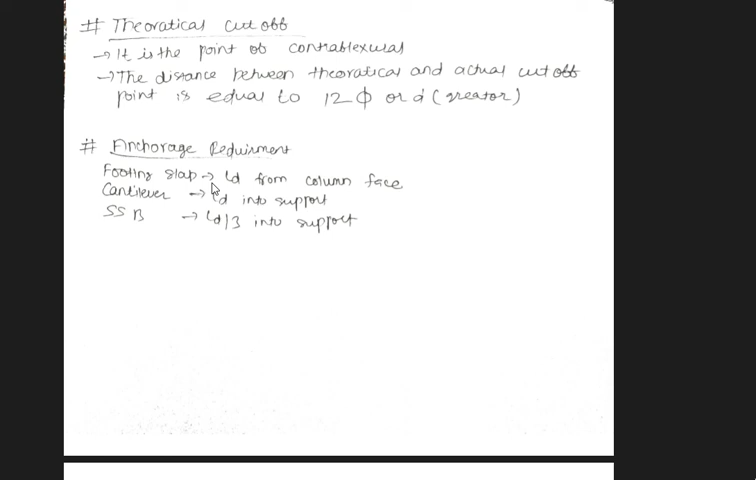 # Theoratical cut off
→ It is the point of contraflexural
→ The distance between theoratical and actual cut off
point is equal to 12 ϕ or d (greator)
# Anchorage Requirment
Footing slap → Ld from column face
Cantilever → Ld into support
SSB → Ld/3 into support